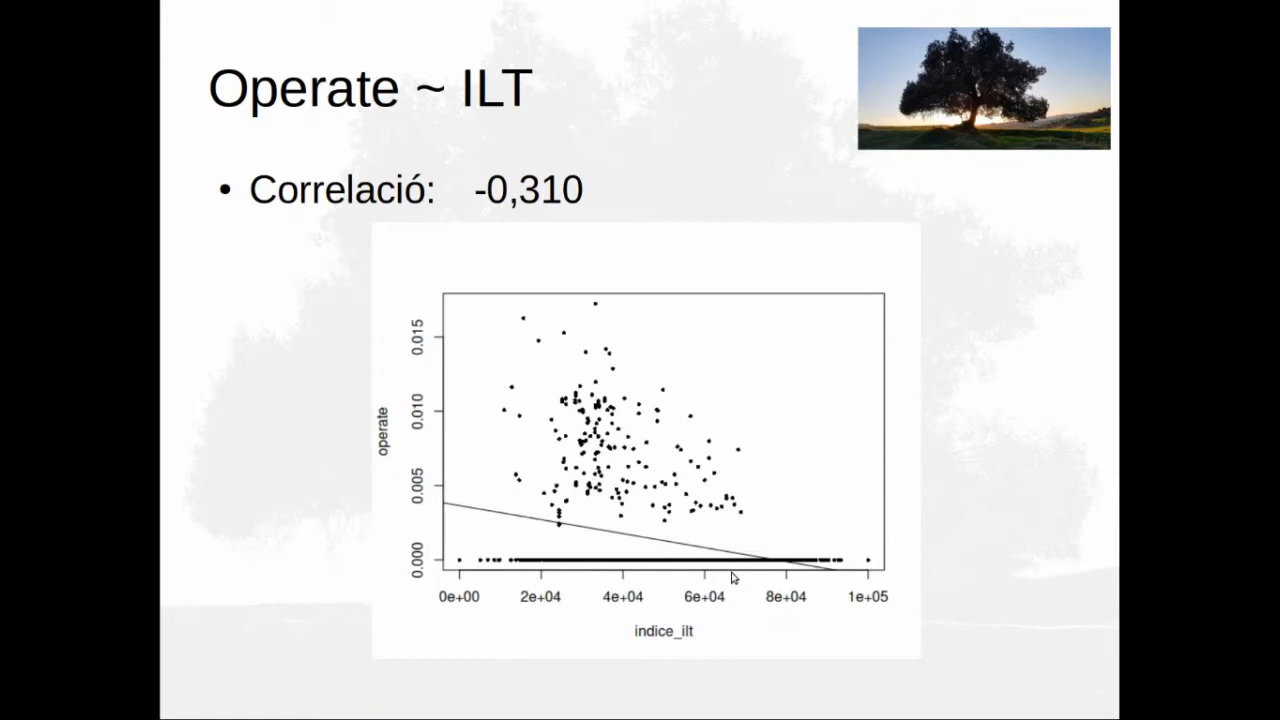 Operate ~ ILT
• Correlació: -0,310
operate
0.015
0.010
0.005
0.000
0e+00 2e+04 4e+04 6e+04 8e+04 1e+05
indice_ilt